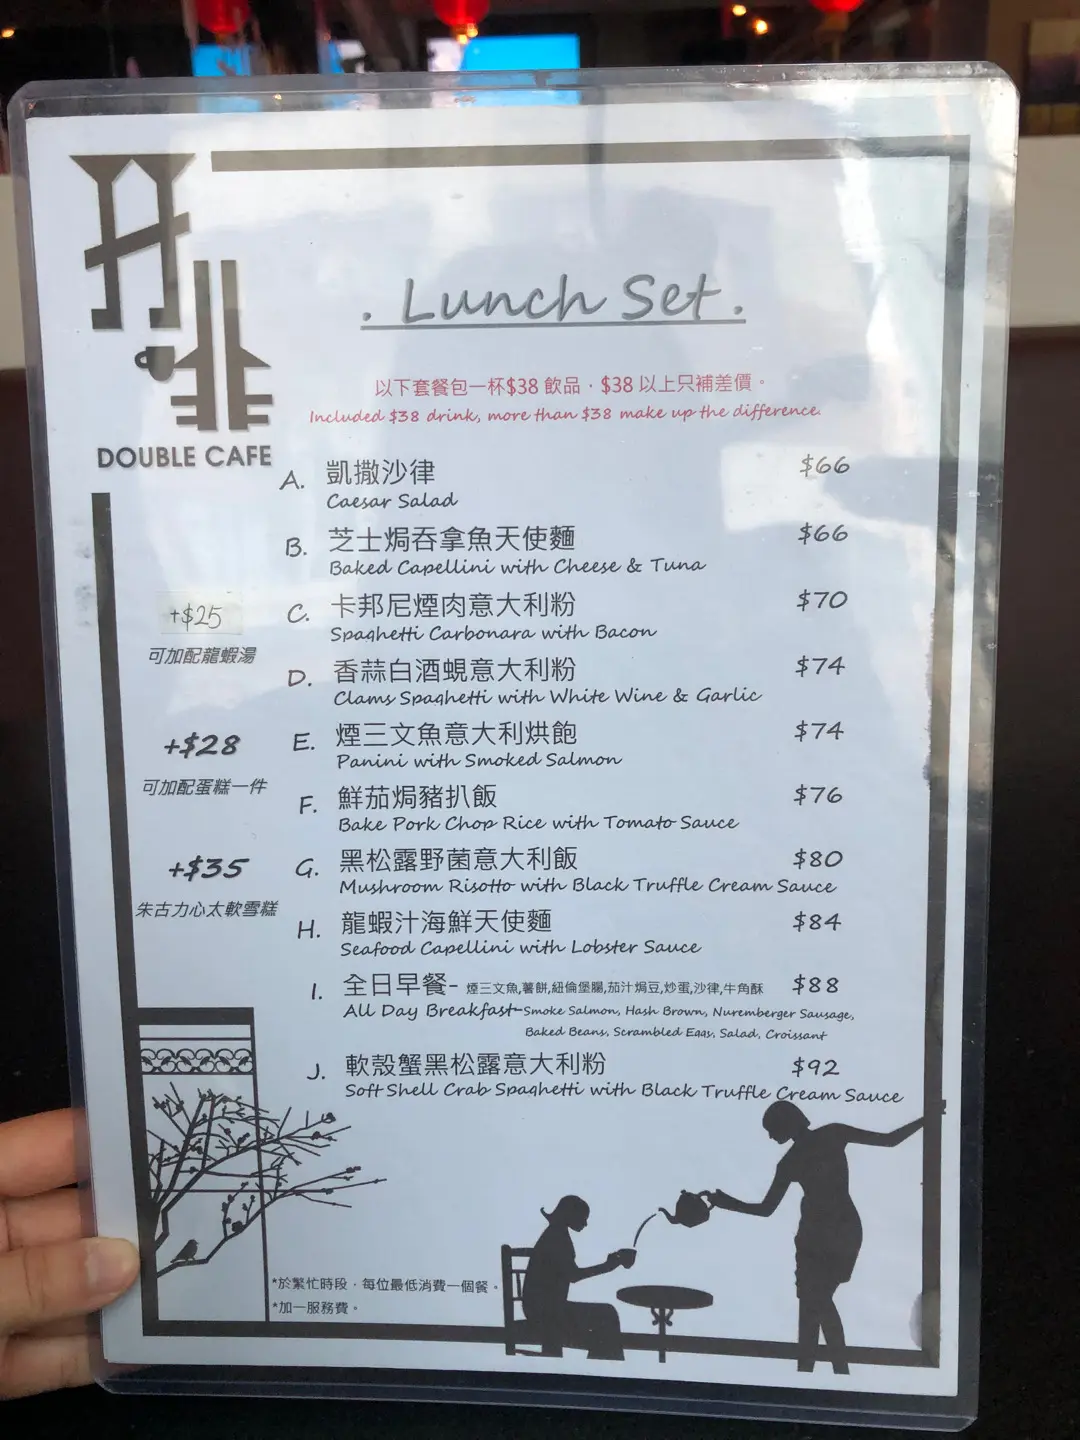 DOUBLE CAFE
. Lunch Set .
以下套餐包一杯$38 飲品，$38 以上只補差價。
Included $38 drink, more than $38 make up the difference.
A. 凱撒沙律 $66
Caesar Salad
B. 芝士焗吞拿魚天使麵 $66
Baked Capellini with Cheese & Tuna
C. 卡邦尼煙肉意大利粉 $70
Spaghetti Carbonara with Bacon
D. 香蒜白酒蜆意大利粉 $74
Clams Spaghetti with White Wine & Garlic
E. 煙三文魚意大利烘飽 $74
Panini with Smoked Salmon
F. 鮮茄焗豬扒飯 $76
Bake Pork Chop Rice with Tomato Sauce
G. 黑松露野菌意大利飯 $80
Mushroom Risotto with Black Truffle Cream Sauce
H. 龍蝦汁海鮮天使麵 $84
Seafood Capellini with Lobster Sauce
I. 全日早餐- 煙三文魚,薯餅,紐倫堡腸,茄汁焗豆,炒蛋,沙律,牛角酥 $88
All Day Breakfast-Smoke Salmon, Hash Brown, Nuremberger Sausage,
Baked Beans, Scrambled Eggs, Salad, Croissant
J. 軟殼蟹黑松露意大利粉 $92
Soft Shell Crab Spaghetti with Black Truffle Cream Sauce
+$25
可加配龍蝦湯
+$28
可加配蛋糕一件
+$35
朱古力心太軟雪糕
*於繁忙時段，每位最低消費一個餐。
*加一服務費。